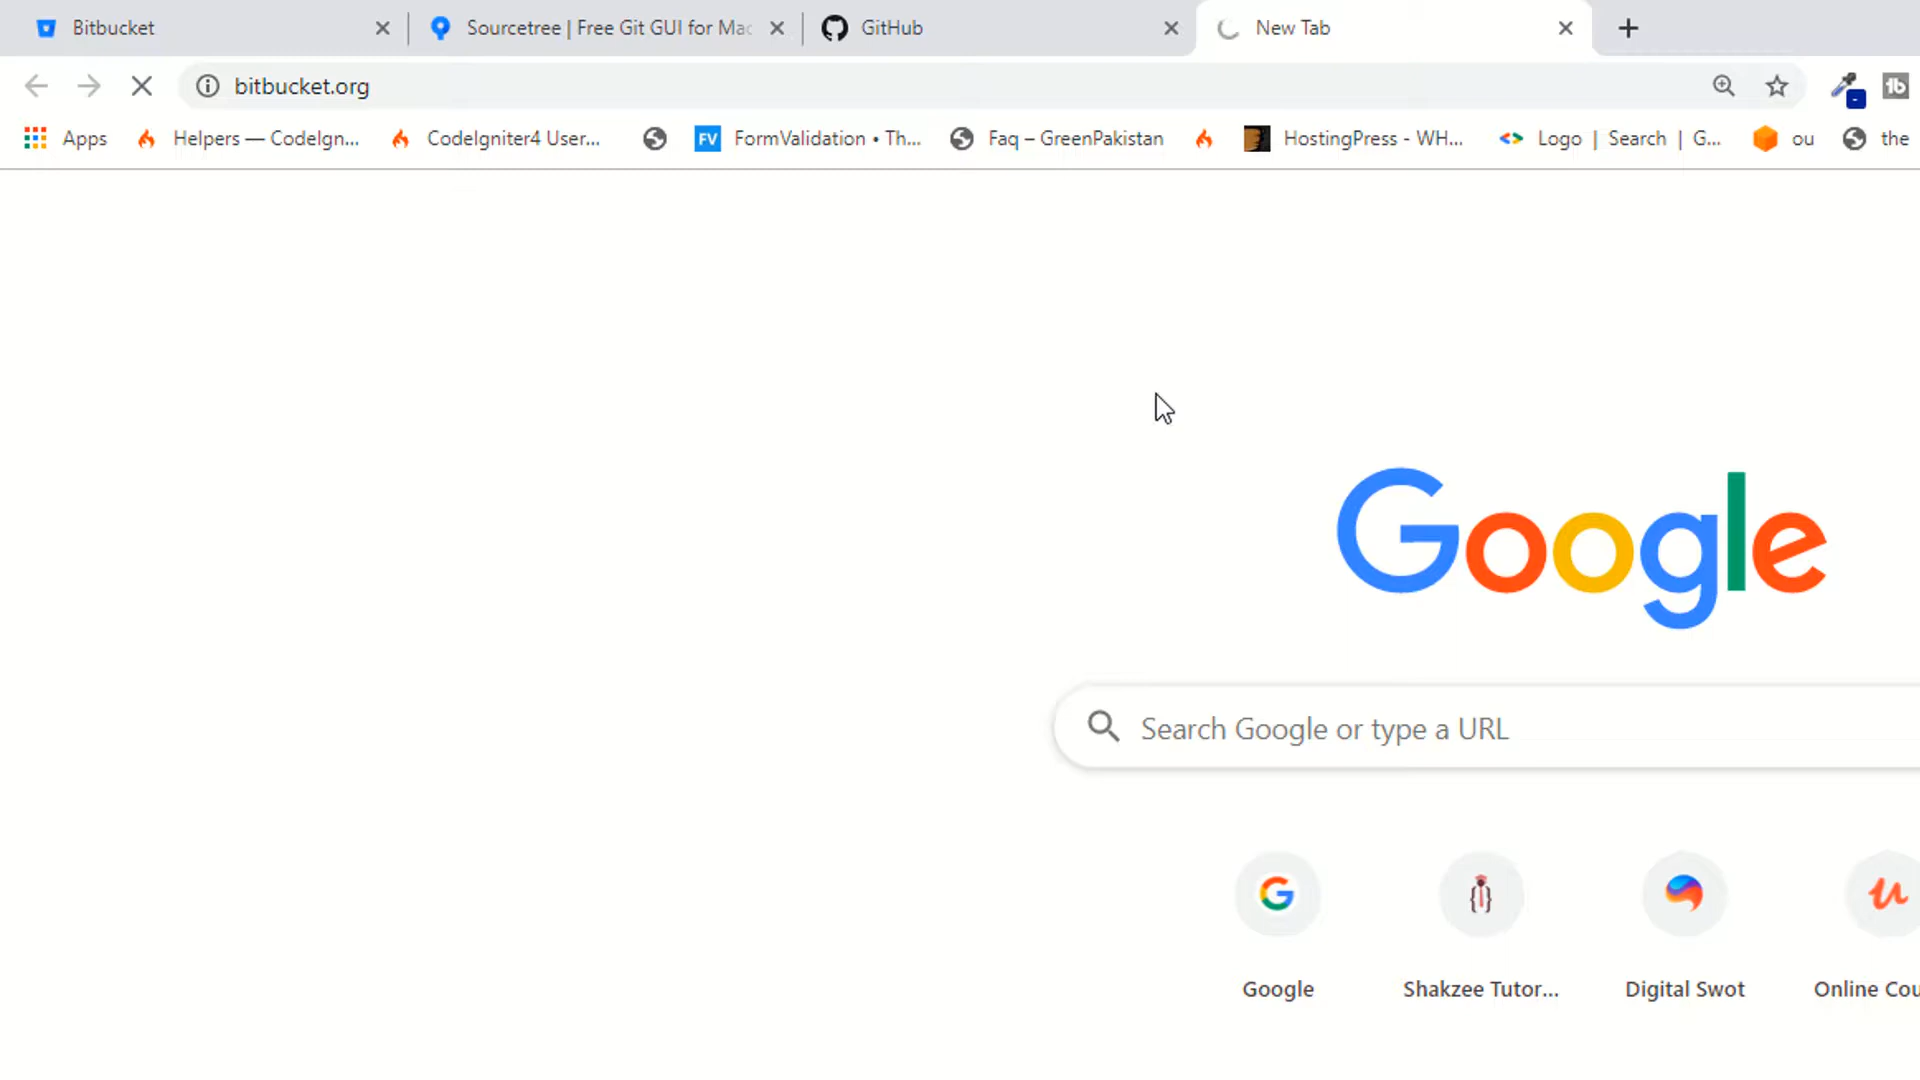 Bitbucket
Sourcetree | Free Git GUI for Mac
GitHub
New Tab
bitbucket.org
Apps
Helpers — CodeIgn...
CodeIgniter4 User...
FV
FormValidation • Th...
Faq – GreenPakistan
HostingPress - WH...
Logo | Search | G...
ou
the
Google
Search Google or type a URL
Google
Shakzee Tutor...
Digital Swot
Online Cou